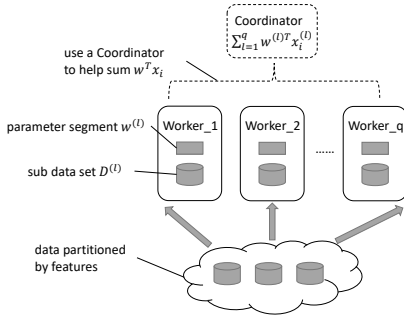 Coordinator
$\sum_{l=1}^{q} w^{(l)T} x_i^{(l)}$
use a Coordinator
to help sum $w^T x_i$
Worker_1 Worker_2 Worker_q
parameter segment $w^{(l)}$
......
sub data set $D^{(l)}$
data partitioned
by features